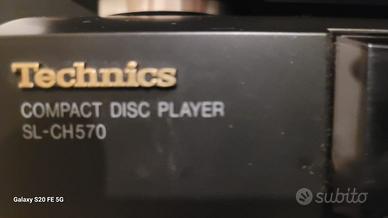 Technics
COMPACT DISC PLAYER
SL-CH570
Galaxy S20 FE 5G
subito